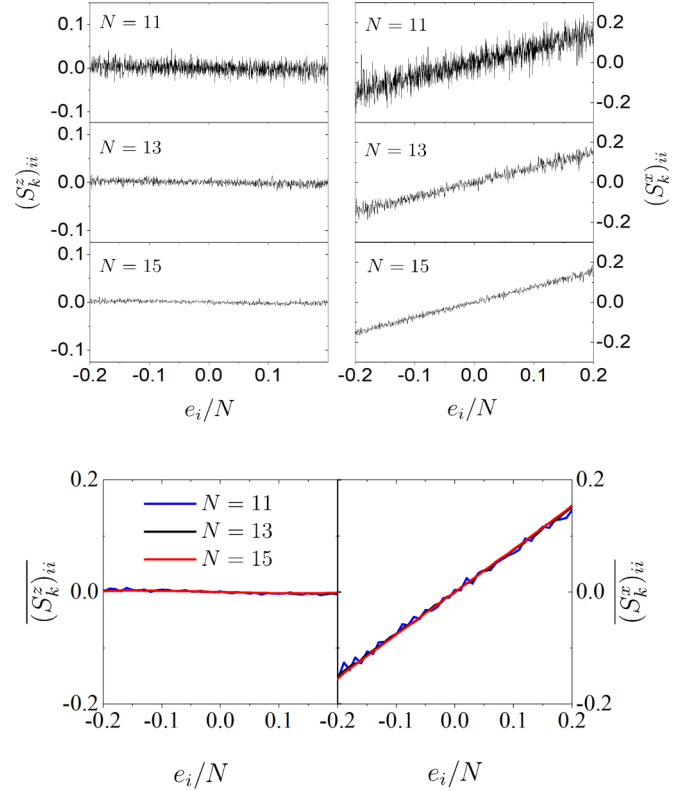 0.1
N = 11
0.0
-0.1
0.1
N = 13
0.0
-0.1
0.1
N = 15
0.0
-0.1
-0.2 -0.1 0.0 0.1
(S_k^z)_{ii}
e_i/N
N = 11
0.2
0.0
-0.2
N = 13
0.2
0.0
-0.2
N = 15
0.2
0.0
-0.2
-0.2 -0.1 0.0 0.1 0.2
(S_k^x)_{ii}
e_i/N
0.2
0.0
-0.2
N = 11
N = 13
N = 15
-0.2 -0.1 0.0 0.1 -0.2 -0.1 0.0 0.1 0.2
0.2
0.0
-0.2
\overline{(S_k^z)_{ii}}
\overline{(S_k^x)_{ii}}
e_i/N
e_i/N